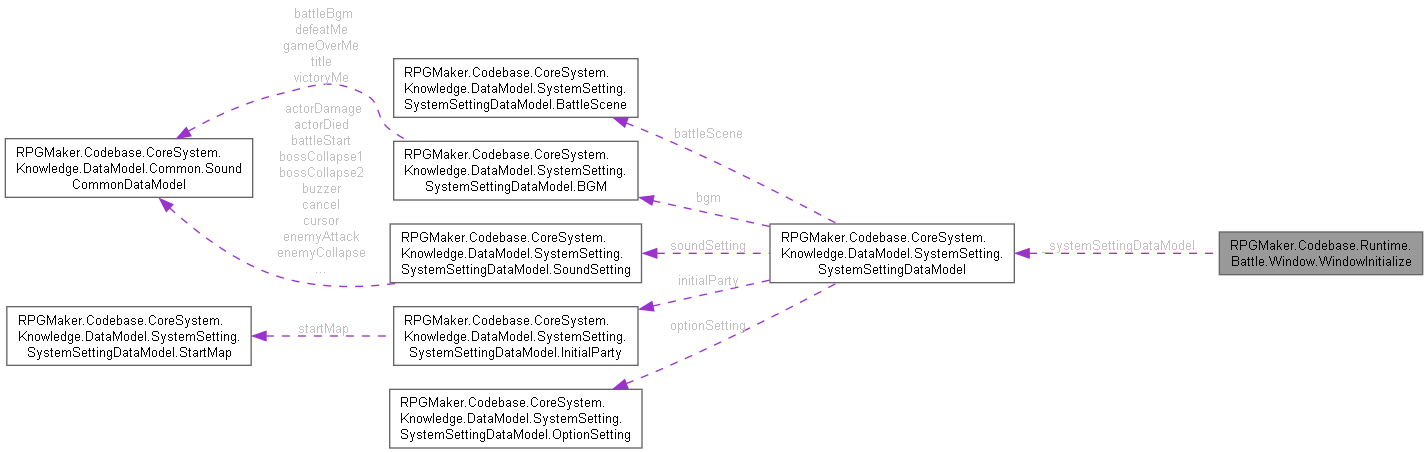 battleBgm
defeatMe
gameOverMe
title
victoryMe
actorDamage
actorDied
battleStart
bossCollapse1
bossCollapse2
buzzer
cancel
cursor
enemyAttack
enemyCollapse
...
RPGMaker.Codebase.CoreSystem.
Knowledge.DataModel.Common.Sound
CommonDataModel
startMap
RPGMaker.Codebase.CoreSystem.
Knowledge.DataModel.SystemSetting.
SystemSettingDataModel.StartMap
RPGMaker.Codebase.CoreSystem.
Knowledge.DataModel.SystemSetting.
SystemSettingDataModel.BattleScene
RPGMaker.Codebase.CoreSystem.
Knowledge.DataModel.SystemSetting.
SystemSettingDataModel.BGM
RPGMaker.Codebase.CoreSystem.
Knowledge.DataModel.SystemSetting.
SystemSettingDataModel.SoundSetting
RPGMaker.Codebase.CoreSystem.
Knowledge.DataModel.SystemSetting.
SystemSettingDataModel.InitialParty
RPGMaker.Codebase.CoreSystem.
Knowledge.DataModel.SystemSetting.
SystemSettingDataModel.OptionSetting
battleScene
bgm
soundSetting
initialParty
optionSetting
RPGMaker.Codebase.CoreSystem.
Knowledge.DataModel.SystemSetting.
SystemSettingDataModel
systemSettingDataModel
RPGMaker.Codebase.Runtime.
Battle.Window.WindowInitialize